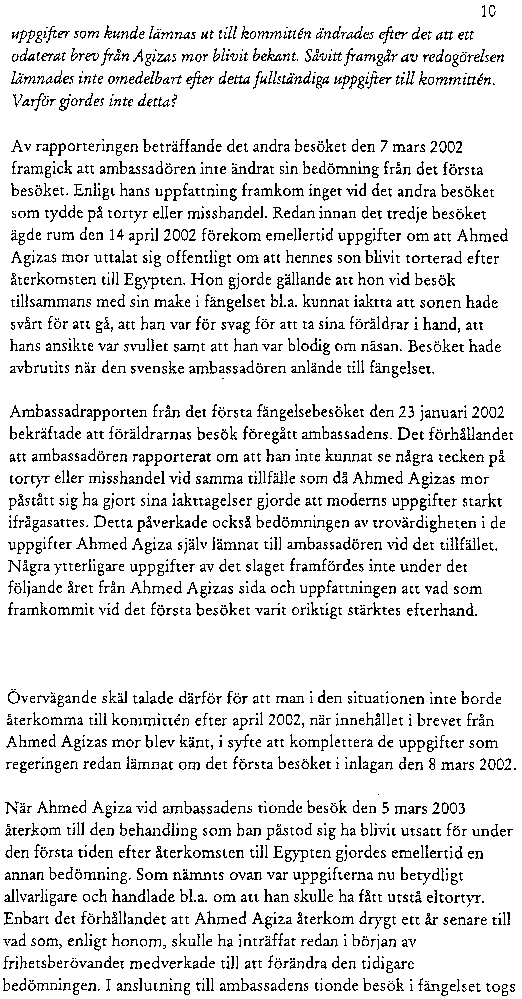 10
uppgifter som kunde lämnas ut till kommittén ändrades efter det att ett
odaterat brev från Agizas mor blivit bekant. Såvitt framgår av redogörelsen
lämnades inte omedelbart efter detta fullständiga uppgifter till kommittén.
Varför gjordes inte detta?
Av rapporteringen beträffande det andra besöket den 7 mars 2002
framgick att ambassadören inte ändrat sin bedömning från det första
besöket. Enligt hans uppfattning framkom inget vid det andra besöket
som tydde på tortyr eller misshandel. Redan innan det tredje besöket
ägde rum den 14 april 2002 förekom emellertid uppgifter om att Ahmed
Agizas mor uttalat sig offentligt om att hennes son blivit torterad efter
återkomsten till Egypten. Hon gjorde gällande att hon vid besök
tillsammans med sin make i fängelset bl.a. kunnat iaktta att sonen hade
svårt för att gå, att han var för svag för att ta sina föräldrar i hand, att
hans ansikte var svullet samt att han var blodig om näsan. Besöket hade
avbrutits när den svenske ambassadören anlände till fängelset.
Ambassadrapporten från det första fängelsebesöket den 23 januari 2002
bekräftade att föräldrarnas besök föregått ambassadens. Det förhållandet
att ambassadören rapporterat om att han inte kunnat se några tecken på
tortyr eller misshandel vid samma tillfälle som då Ahmed Agizas mor
påstått sig ha gjort sina iakttagelser gjorde att moderns uppgifter starkt
ifrågasattes. Detta påverkade också bedömningen av trovärdigheten i de
uppgifter Ahmed Agiza själv lämnat till ambassadören vid det tillfället.
Några ytterligare uppgifter av det slaget framfördes inte under det
följande året från Ahmed Agizas sida och uppfattningen att vad som
framkommit vid det första besöket varit oriktigt stärktes efterhand.
Övervägande skäl talade därför för att man i den situationen inte borde
återkomma till kommittén efter april 2002, när innehållet i brevet från
Ahmed Agizas mor blev känt, i syfte att komplettera de uppgifter som
regeringen redan lämnat om det första besöket i inlagan den 8 mars 2002.
När Ahmed Agiza vid ambassadens tionde besök den 5 mars 2003
återkom till den behandling som han påstod sig ha blivit utsatt för under
den första tiden efter återkomsten till Egypten gjordes emellertid en
annan bedömning. Som nämnts ovan var uppgifterna nu betydligt
allvarligare och handlade bl.a. om att han skulle ha fått utstå eltortyr.
Enbart det förhållandet att Ahmed Agiza återkom drygt ett år senare till
vad som, enligt honom, skulle ha inträffat redan i början av
frihetsberövandet medverkade till att förändra den tidigare
bedömningen. I anslutning till ambassadens tionde besök i fängelset togs